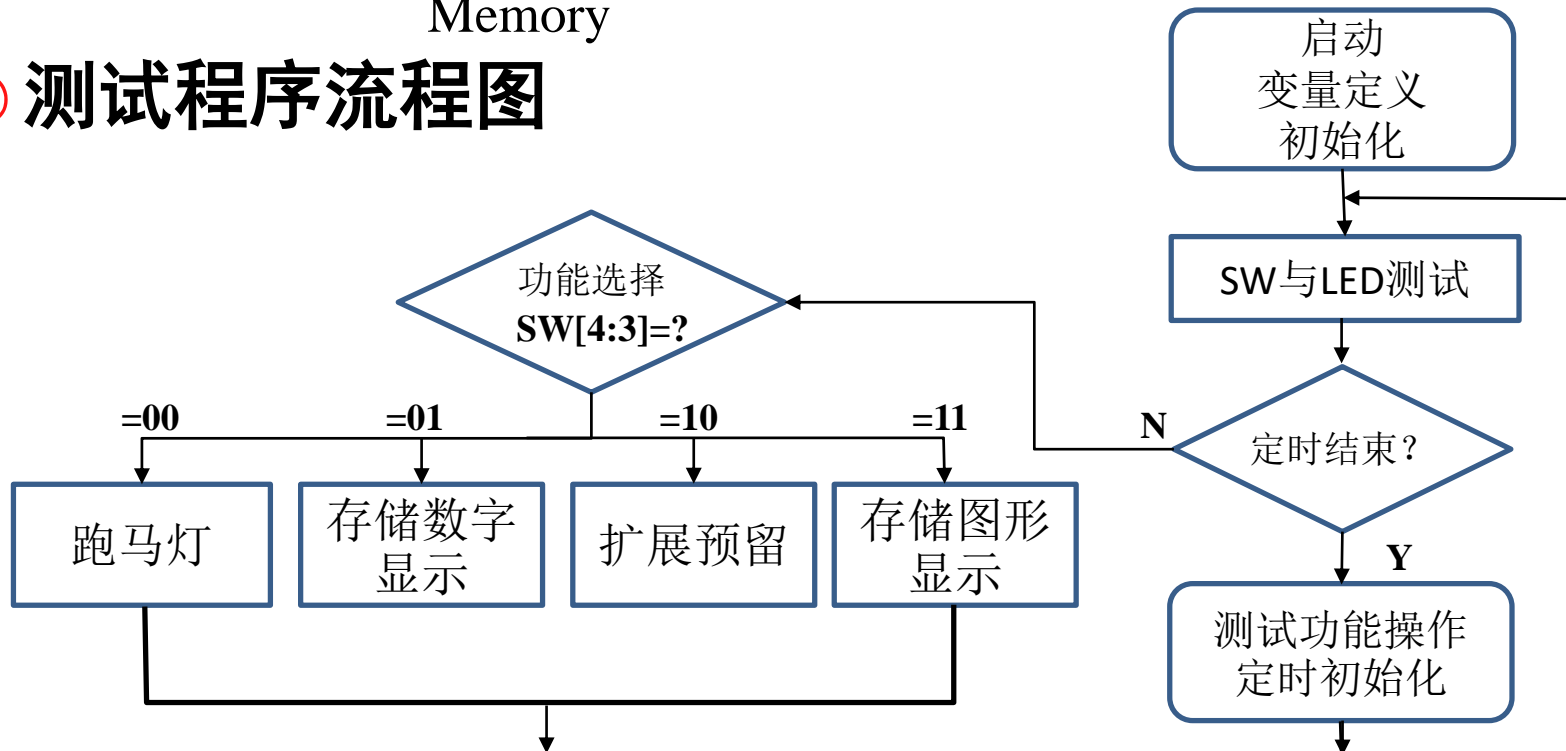 Memory
测试程序流程图
启动
变量定义
初始化
SW与LED测试
定时结束?
N
Y
测试功能操作
定时初始化
功能选择
SW[4:3]=?
=00
=01
=10
=11
跑马灯
存储数字
显示
扩展预留
存储图形
显示